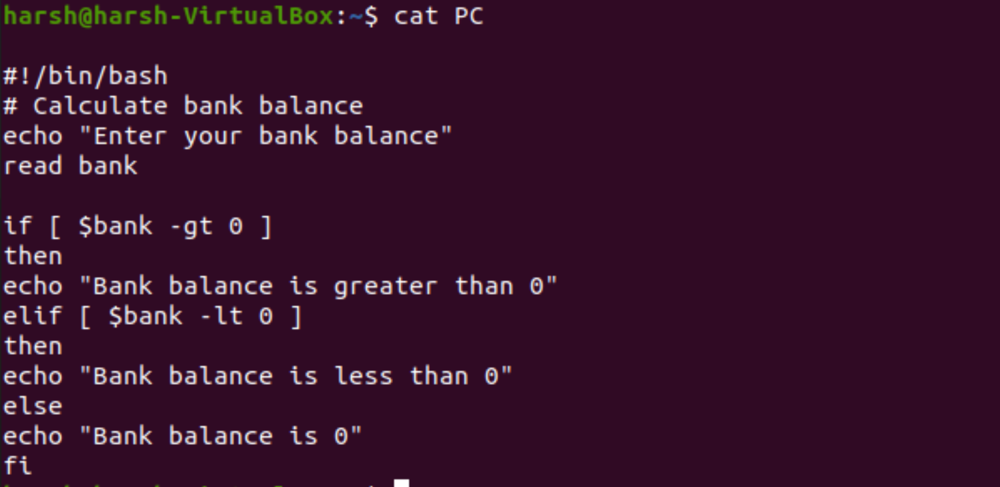 harsh@harsh-VirtualBox:~$ cat PC

#!/bin/bash
# Calculate bank balance
echo "Enter your bank balance"
read bank

if [ $bank -gt 0 ]
then
echo "Bank balance is greater than 0"
elif [ $bank -lt 0 ]
then
echo "Bank balance is less than 0"
else
echo "Bank balance is 0"
fi